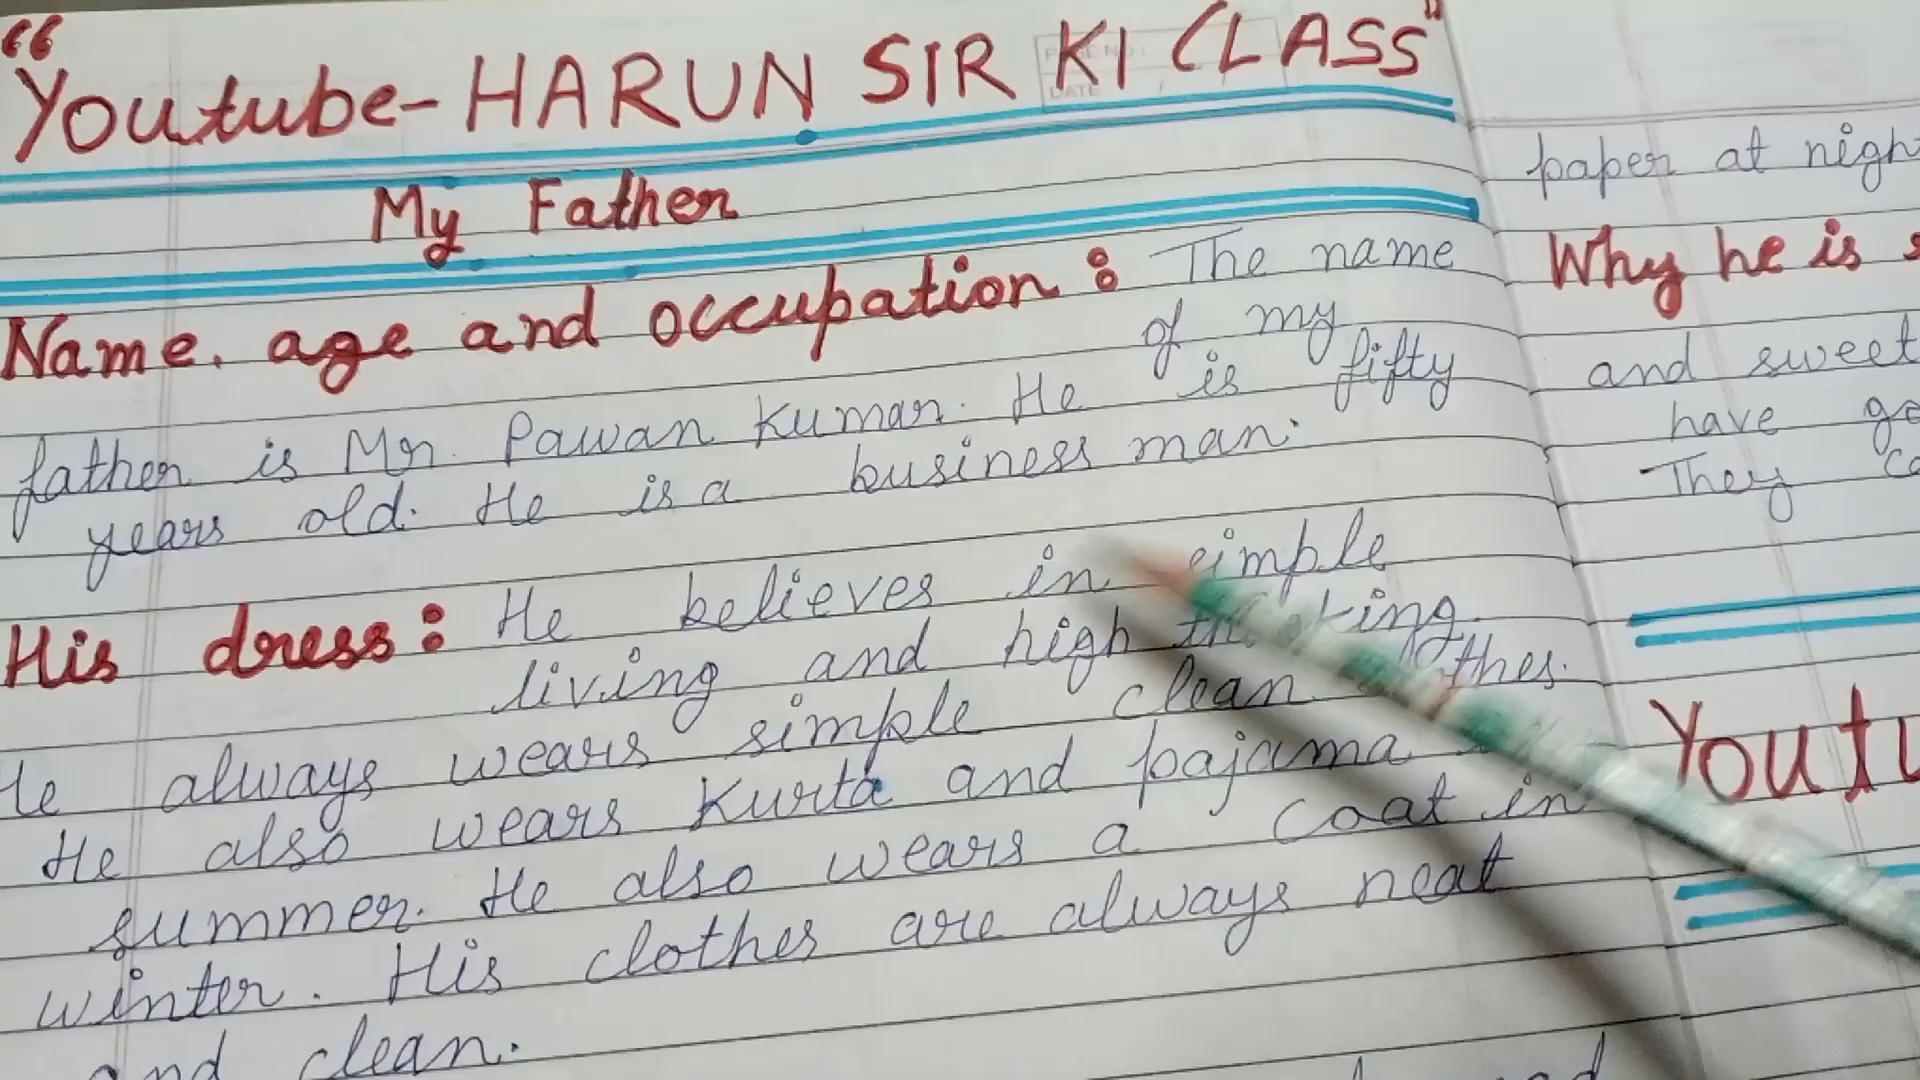 "Youtube- HARUN SIR KI CLASS"
My Father
Name. age and occupation : The name
of my
father is Mr. Pawan Kumar. He is fifty
years old. He is a business man.
His dress : He believes in simple
living and high thinking.
He always wears simple clean clothes.
He also wears Kurta and pajama
summer. He also wears a coat in
winter. His clothes are always neat
and clean.
paper at night
Why he is
and sweet
have
They
Youtu